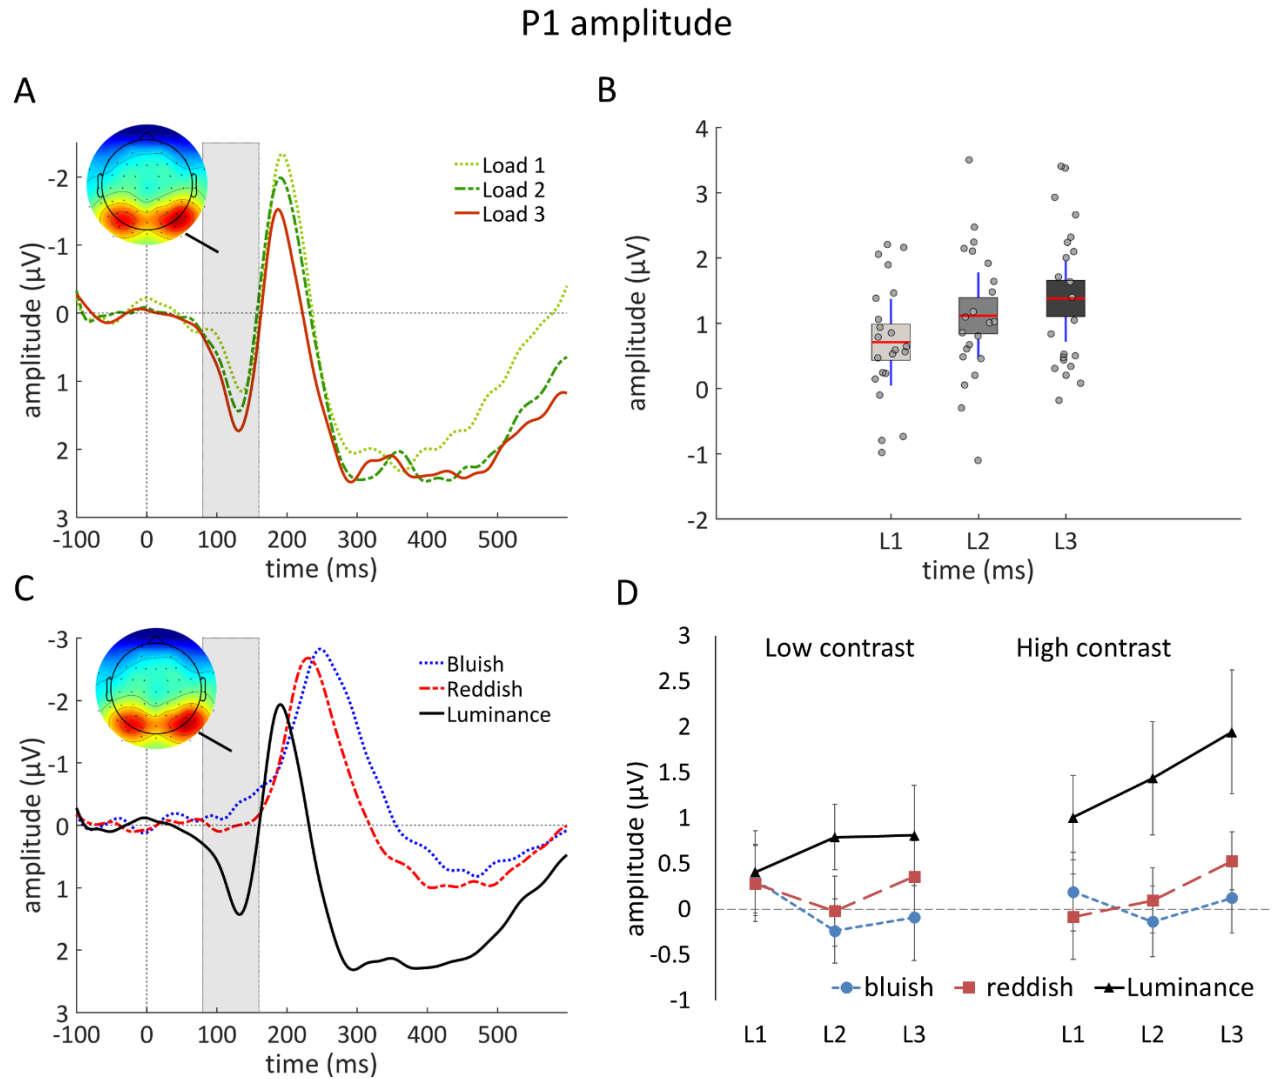 P1 amplitude
A
-2
-1
0
1
2
3
amplitude (µV)
-100 0 100 200 300 400 500
time (ms)
Load 1
Load 2
Load 3
B
4
3
2
1
0
-1
-2
amplitude (µV)
L1 L2 L3
time (ms)
C
-3
-2
-1
0
1
2
3
amplitude (µV)
-100 0 100 200 300 400 500
time (ms)
Bluish
Reddish
Luminance
D
3
2.5
2
1.5
1
0.5
0
-0.5
-1
amplitude (µV)
Low contrast High contrast
bluish reddish Luminance
L1 L2 L3 L1 L2 L3